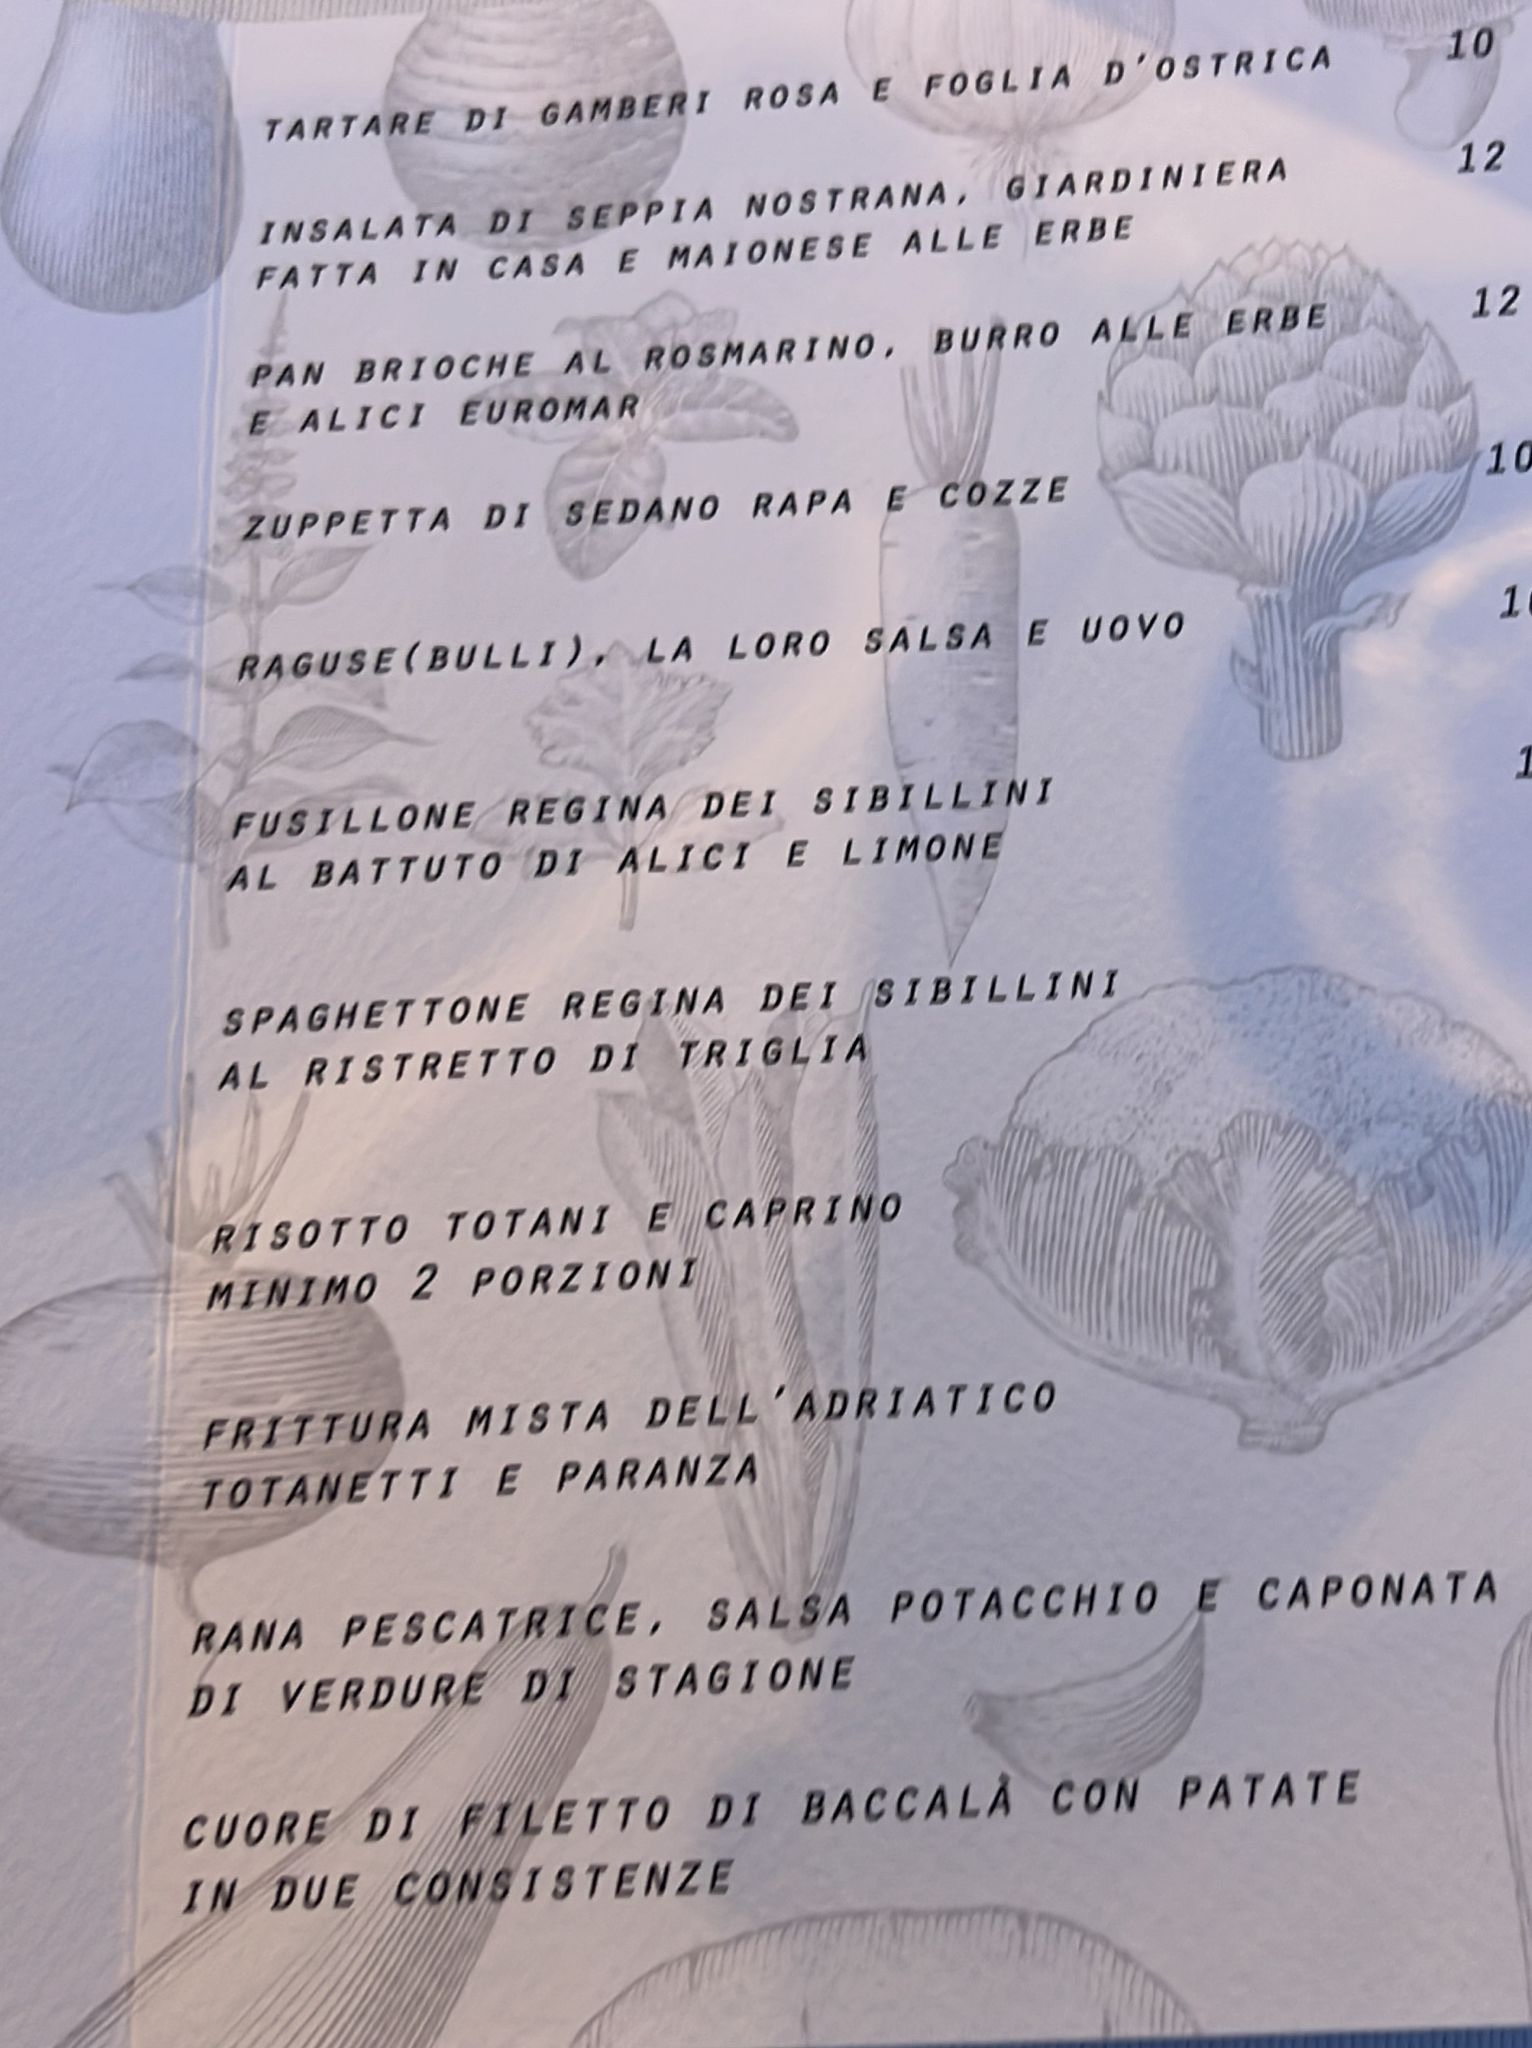 TARTARE DI GAMBERI ROSA E FOGLIA D'OSTRICA 10
INSALATA DI SEPPIA NOSTRANA, GIARDINIERA 12
FATTA IN CASA E MAIONESE ALLE ERBE
PAN BRIOCHE AL ROSMARINO, BURRO ALLE ERBE 12
E ALICI EUROMAR
ZUPPETTA DI SEDANO RAPA E COZZE 10
RAGUSE(BULLI), LA LORO SALSA E UOVO
FUSILLONE REGINA DEI SIBILLINI
AL BATTUTO DI ALICI E LIMONE
SPAGHETTONE REGINA DEI SIBILLINI
AL RISTRETTO DI TRIGLIA
RISOTTO TOTANI E CAPRINO
MINIMO 2 PORZIONI
FRITTURA MISTA DELL'ADRIATICO
TOTANETTI E PARANZA
RANA PESCATRICE, SALSA POTACCHIO E CAPONATA
DI VERDURE DI STAGIONE
CUORE DI FILETTO DI BACCALÀ CON PATATE
IN DUE CONSISTENZE